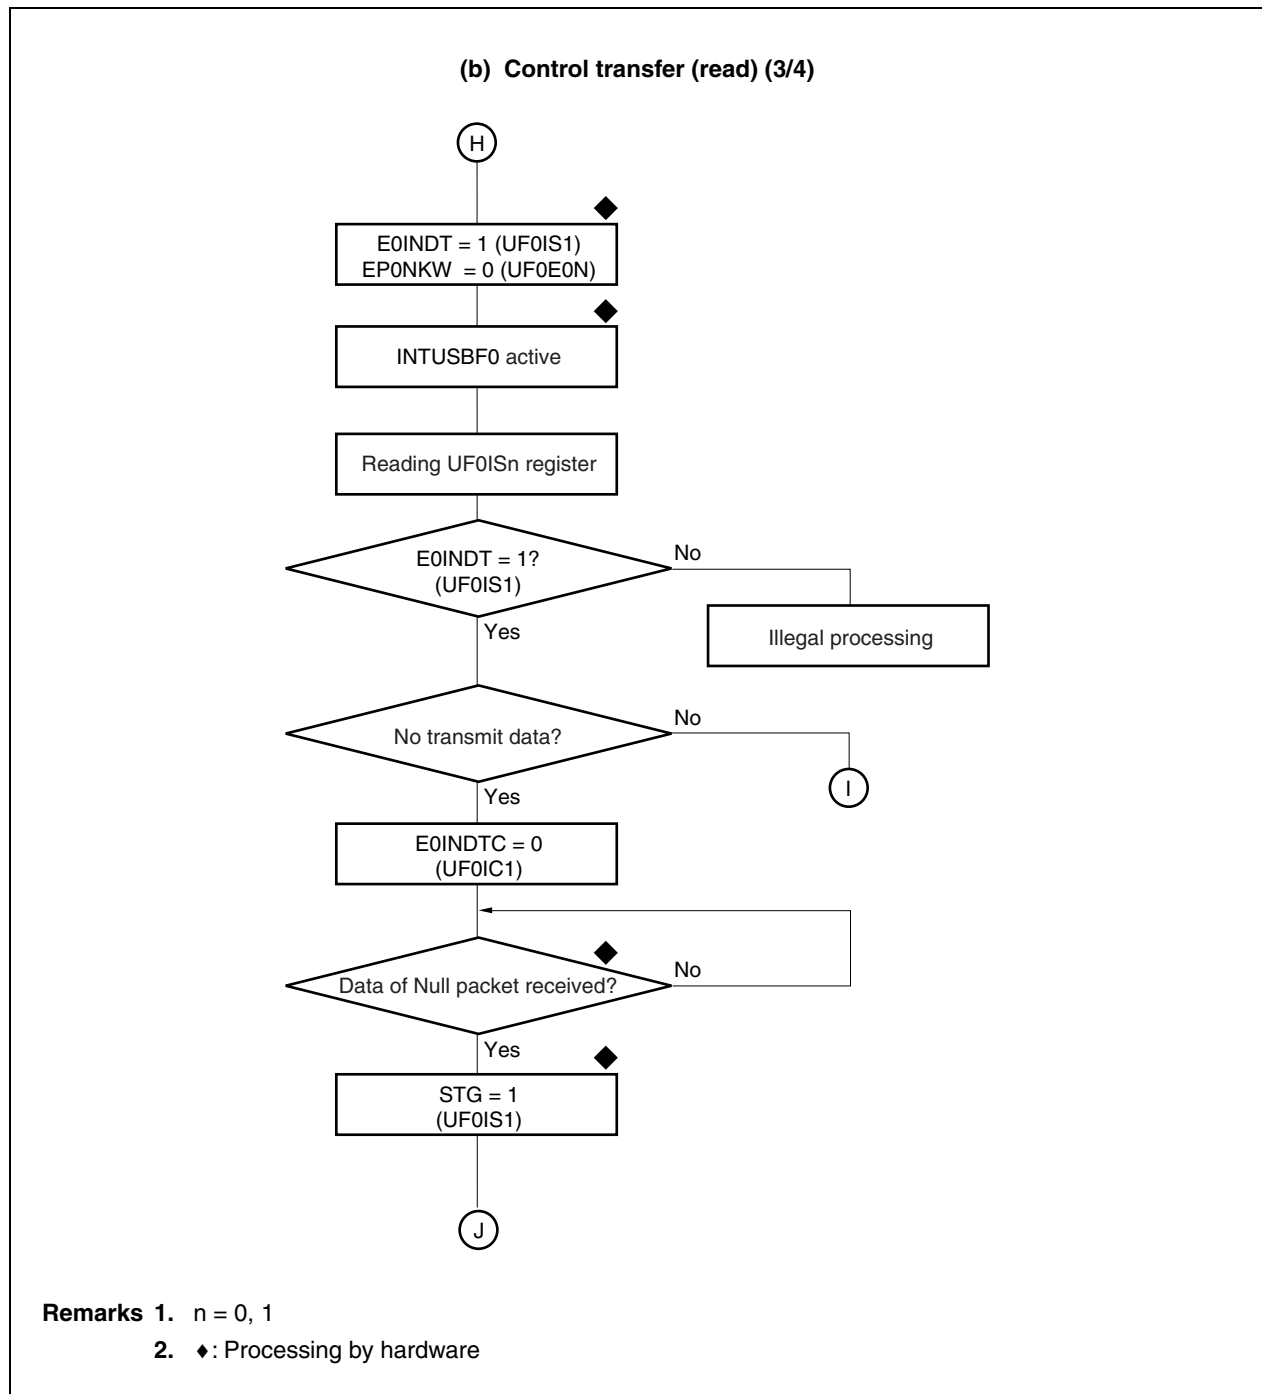 (b) Control transfer (read) (3/4)
H
E0INDT = 1 (UF0IS1)
EP0NKW = 0 (UF0E0N)
INTUSBF0 active
Reading UF0ISn register
E0INDT = 1?
(UF0IS1)
No
Illegal processing
Yes
No transmit data?
No
I
Yes
E0INDTC = 0
(UF0IC1)
Data of Null packet received?
No
Yes
STG = 1
(UF0IS1)
J
Remarks 1. n = 0, 1
2. ♦: Processing by hardware